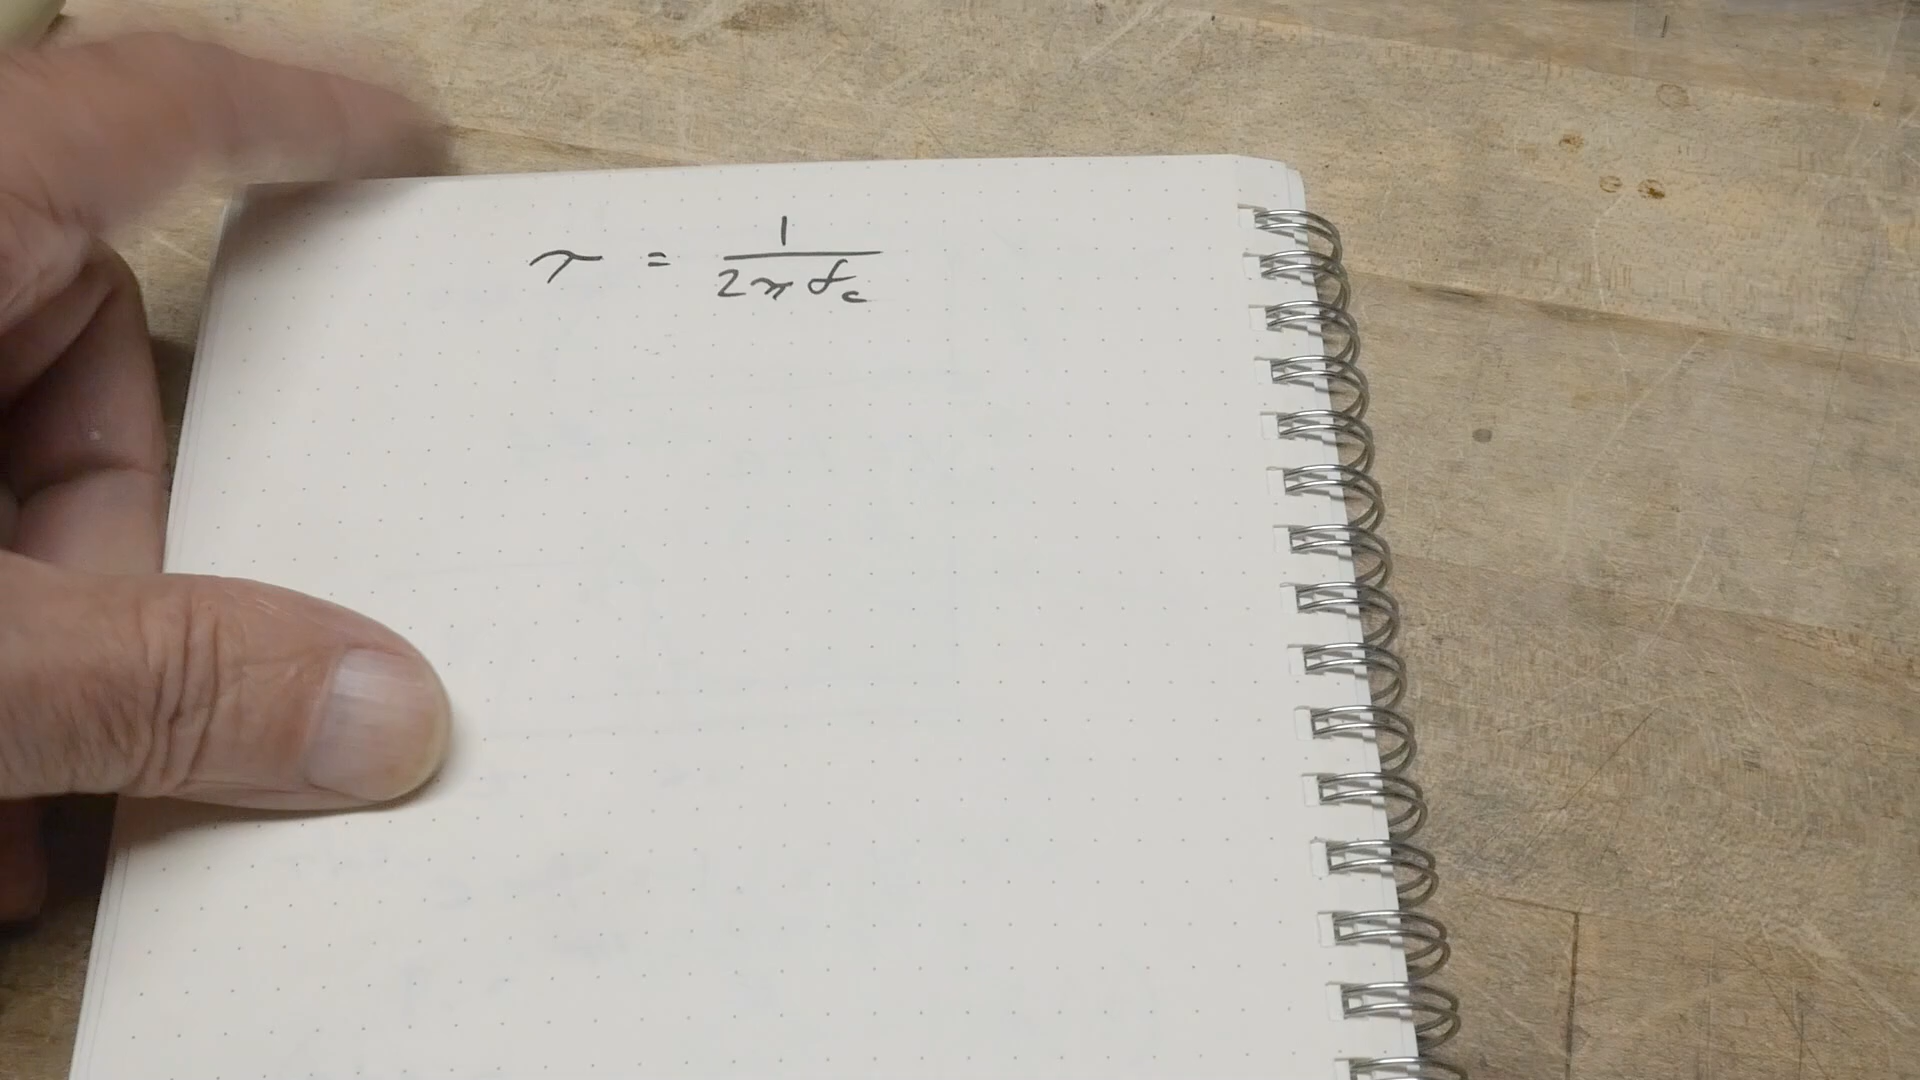 τ = 1 / 2π f_c